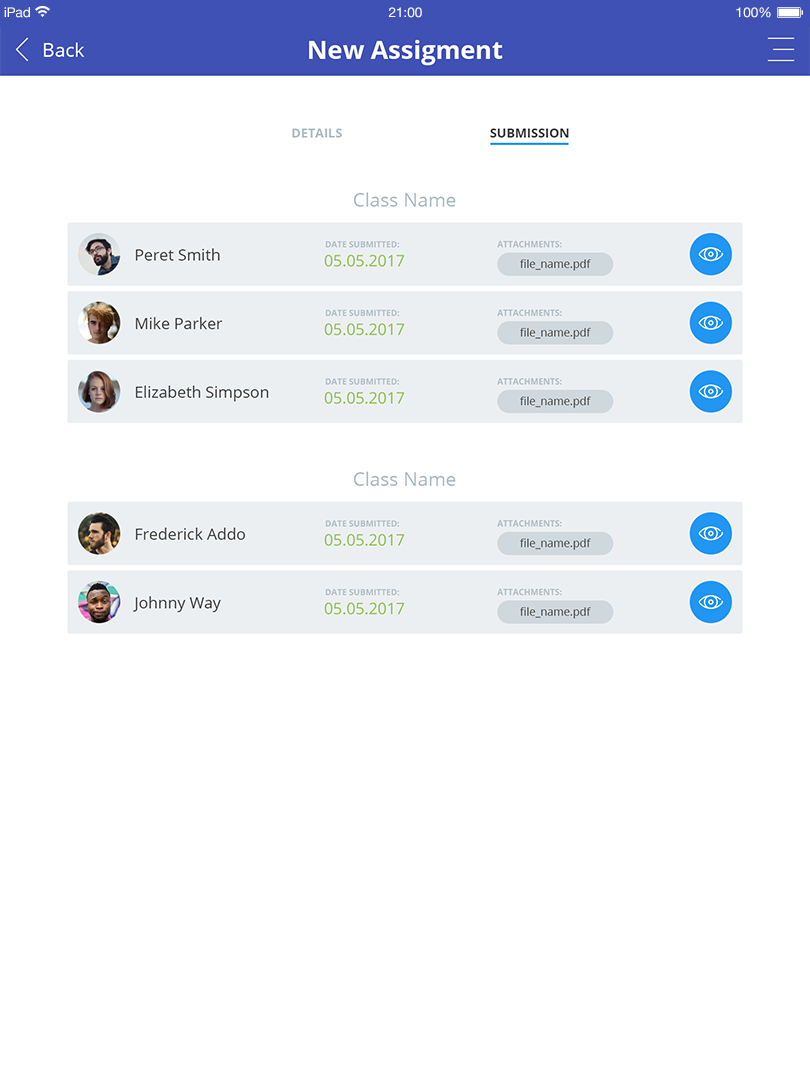 iPad 21:00 100%
Back New Assigment
DETAILS SUBMISSION
Class Name
Peret Smith DATE SUBMITTED: 05.05.2017 ATTACHMENTS: file_name.pdf
Mike Parker DATE SUBMITTED: 05.05.2017 ATTACHMENTS: file_name.pdf
Elizabeth Simpson DATE SUBMITTED: 05.05.2017 ATTACHMENTS: file_name.pdf
Class Name
Frederick Addo DATE SUBMITTED: 05.05.2017 ATTACHMENTS: file_name.pdf
Johnny Way DATE SUBMITTED: 05.05.2017 ATTACHMENTS: file_name.pdf